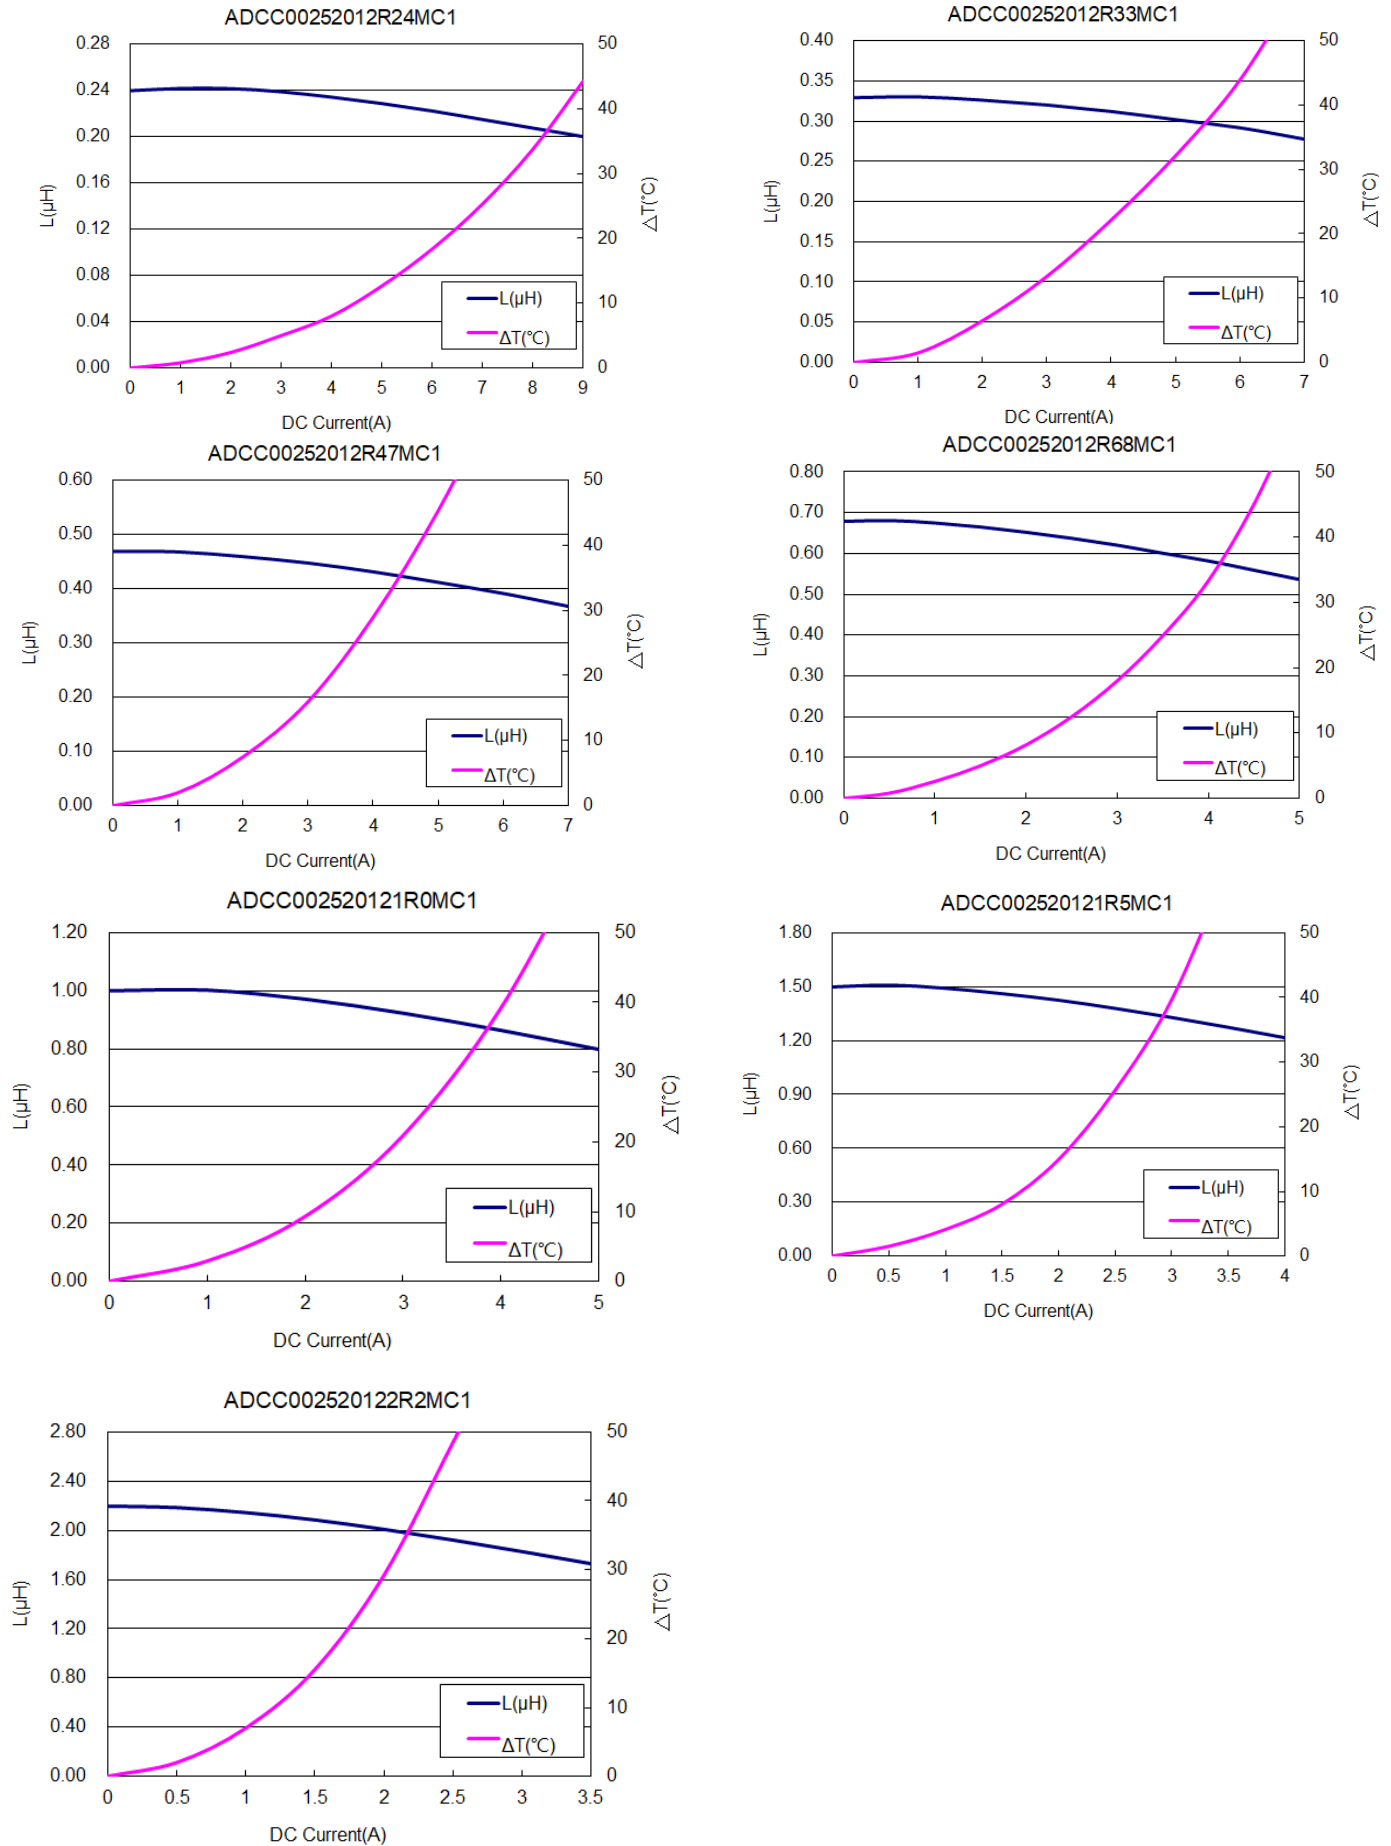 ADCC00252012R24MC1
0.28
0.24
0.20
0.16
0.12
0.08
0.04
0.00
L(µH)
50
40
30
20
10
0
△T(℃)
L(µH)
ΔT(℃)
0 1 2 3 4 5 6 7 8 9
DC Current(A)
ADCC00252012R33MC1
0.40
0.35
0.30
0.25
0.20
0.15
0.10
0.05
0.00
L(µH)
50
40
30
20
10
0
△T(℃)
L(µH)
ΔT(℃)
0 1 2 3 4 5 6 7
DC Current(A)
ADCC00252012R47MC1
0.60
0.50
0.40
0.30
0.20
0.10
0.00
L(µH)
50
40
30
20
10
0
△T(℃)
L(µH)
ΔT(℃)
0 1 2 3 4 5 6 7
DC Current(A)
ADCC00252012R68MC1
0.80
0.70
0.60
0.50
0.40
0.30
0.20
0.10
0.00
L(µH)
50
40
30
20
10
0
△T(℃)
L(µH)
ΔT(℃)
0 1 2 3 4 5
DC Current(A)
ADCC002520121R0MC1
1.20
1.00
0.80
0.60
0.40
0.20
0.00
L(µH)
50
40
30
20
10
0
△T(℃)
L(µH)
ΔT(℃)
0 1 2 3 4 5
DC Current(A)
ADCC002520121R5MC1
1.80
1.50
1.20
0.90
0.60
0.30
0.00
L(µH)
50
40
30
20
10
0
△T(℃)
L(µH)
ΔT(℃)
0 0.5 1 1.5 2 2.5 3 3.5 4
DC Current(A)
ADCC002520122R2MC1
2.80
2.40
2.00
1.60
1.20
0.80
0.40
0.00
L(µH)
50
40
30
20
10
0
△T(℃)
L(µH)
ΔT(℃)
0 0.5 1 1.5 2 2.5 3 3.5
DC Current(A)